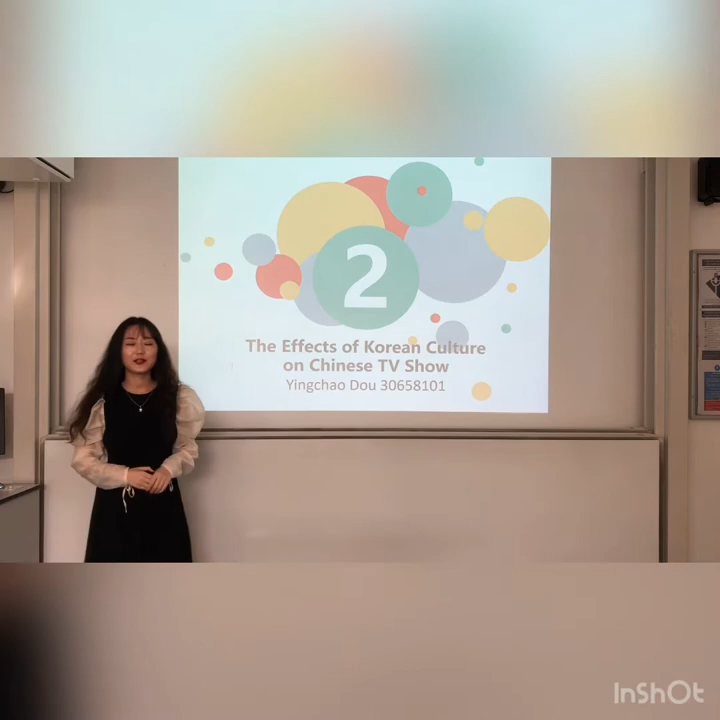 2
The Effects of Korean Culture
on Chinese TV Show
Yingchao Dou 30658101
InShOt